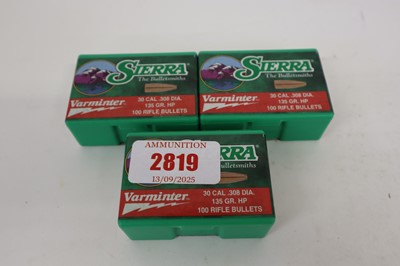 SIERRA
The Bulletsmiths
Varminter
30 CAL .308 DIA.
135 GR. HP
100 RIFLE BULLETS
SIERRA
The Bulletsmiths
Varminter
30 CAL .308 DIA.
135 GR. HP
100 RIFLE BULLETS
AMMUNITION
2819
13/09/2025
ERRA
Bulletsmiths
Varminter
30 CAL .308 DIA.
135 GR. HP
100 RIFLE BULLETS